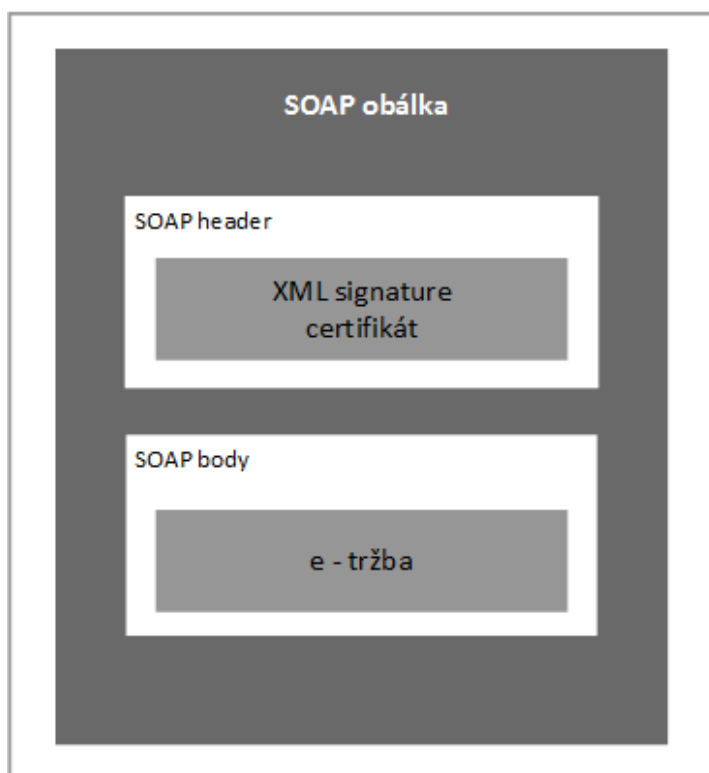 SOAP obálka
SOAP header
XML signature
certifikát
SOAP body
e - tržba